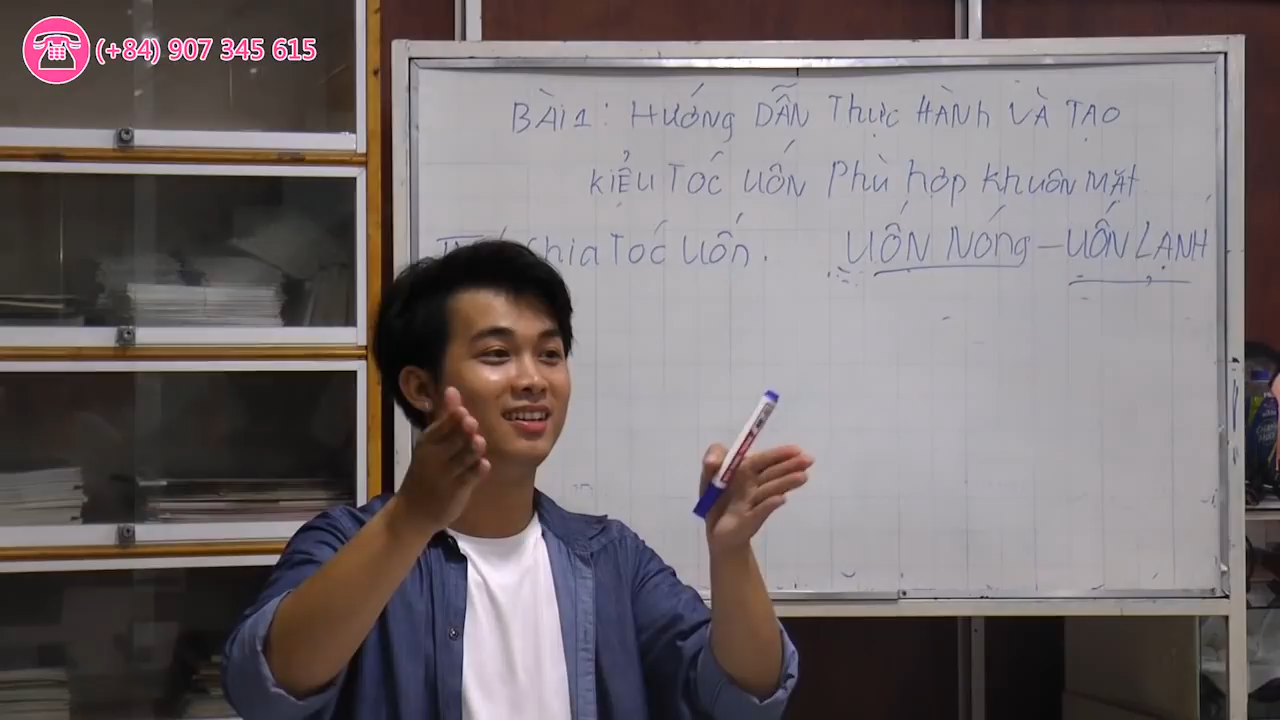 (+84) 907 345 615
BÀI 1: HƯỚNG DẪN THỰC HÀNH VÀ TẠO
KIỂU TÓC UỐN PHÙ HỢP KHUÔN MẶT
CHIA TÓC UỐN. UỐN NÓNG - UỐN LẠNH